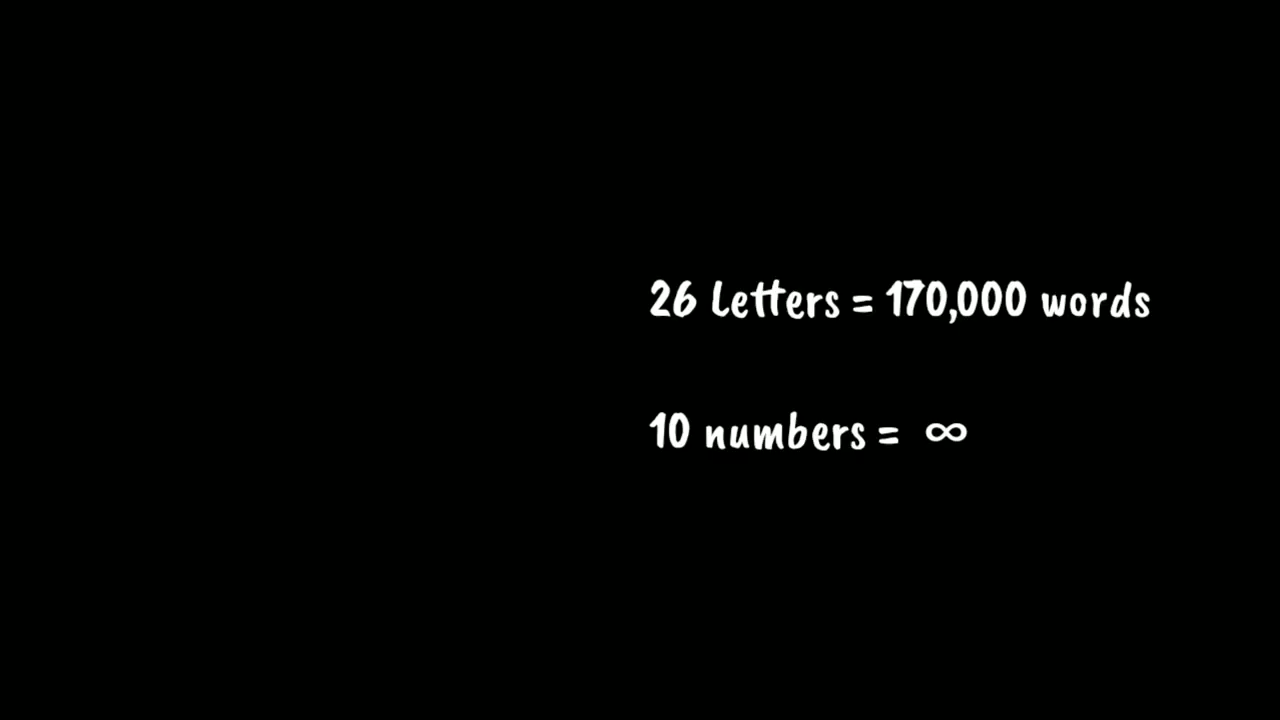 26 Letters = 170,000 words
10 numbers = ∞